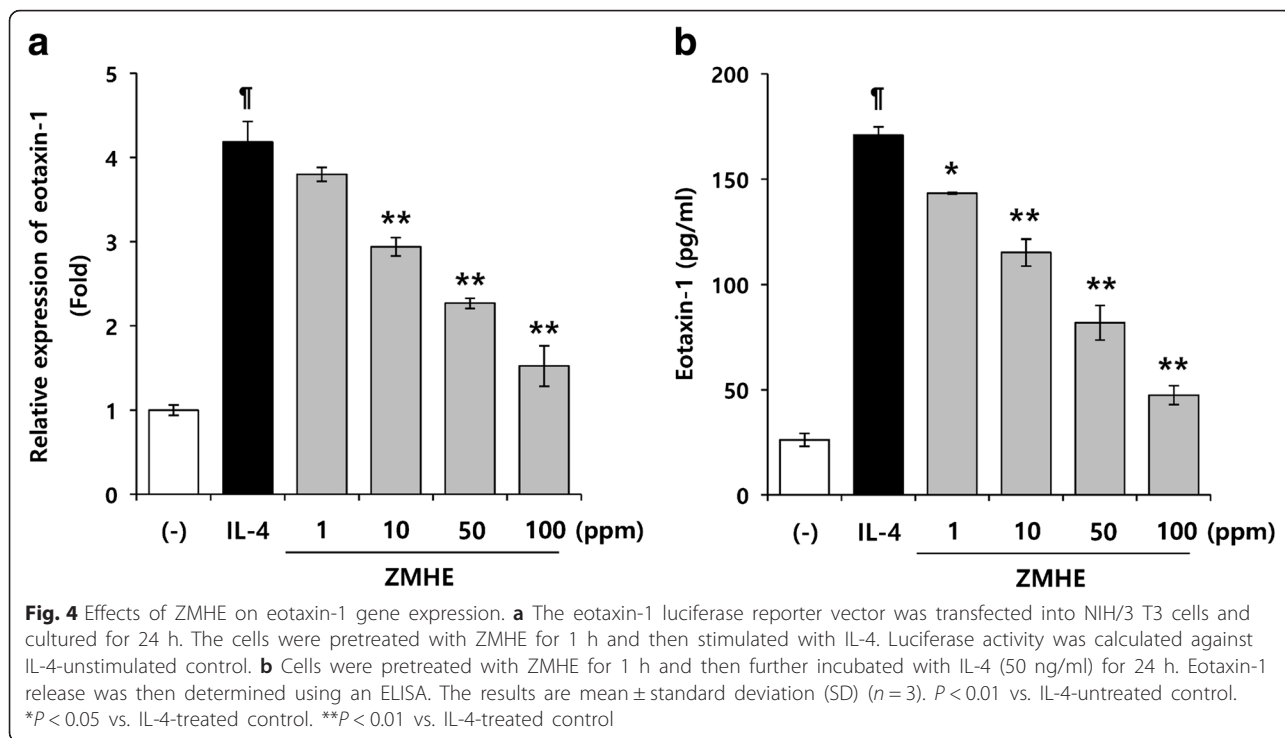 a
Relative expression of eotaxin-1
(Fold)
5
4
3
2
1
0
¶
**
**
**
(-) IL-4 1 10 50 100 (ppm)
ZMHE
b
Eotaxin-1 (pg/ml)
200
150
100
50
0
¶
*
**
**
**
(-) IL-4 1 10 50 100 (ppm)
ZMHE
Fig. 4 Effects of ZMHE on eotaxin-1 gene expression. a The eotaxin-1 luciferase reporter vector was transfected into NIH/3 T3 cells and
cultured for 24 h. The cells were pretreated with ZMHE for 1 h and then stimulated with IL-4. Luciferase activity was calculated against
IL-4-unstimulated control. b Cells were pretreated with ZMHE for 1 h and then further incubated with IL-4 (50 ng/ml) for 24 h. Eotaxin-1
release was then determined using an ELISA. The results are mean ± standard deviation (SD) (n = 3). P < 0.01 vs. IL-4-untreated control.
*P < 0.05 vs. IL-4-treated control. **P < 0.01 vs. IL-4-treated control